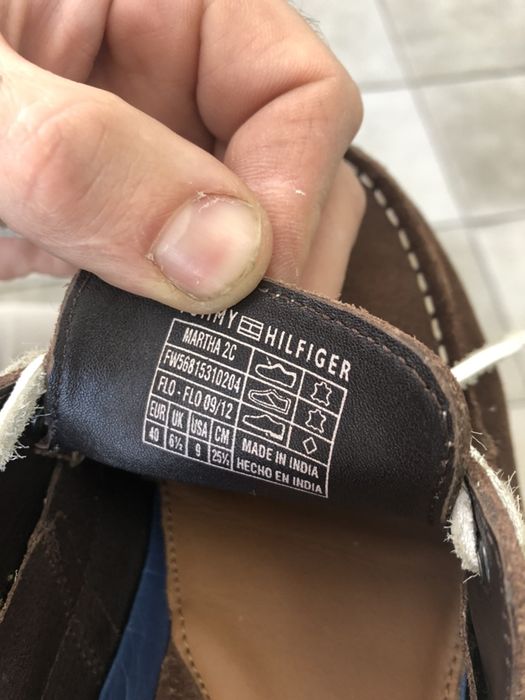 HILFIGER
MARTHA 2C
FW56815310204
FLO - FLO 09/12
EUR UK USA CM
40 6½ 9 25½
MADE IN INDIA
HECHO EN INDIA